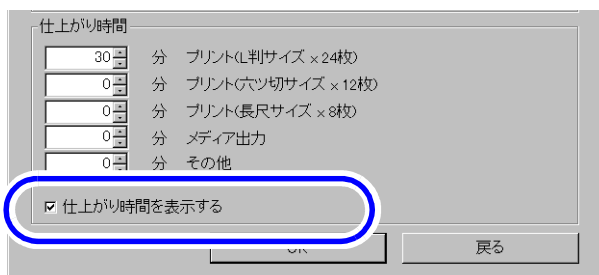 仕上がり時間
30 分 プリント(L判サイズ ×24枚)
0 分 プリント(六ツ切サイズ ×12枚)
0 分 プリント(長尺サイズ ×8枚)
0 分 メディア出力
0 分 その他
仕上がり時間を表示する
OK 戻る